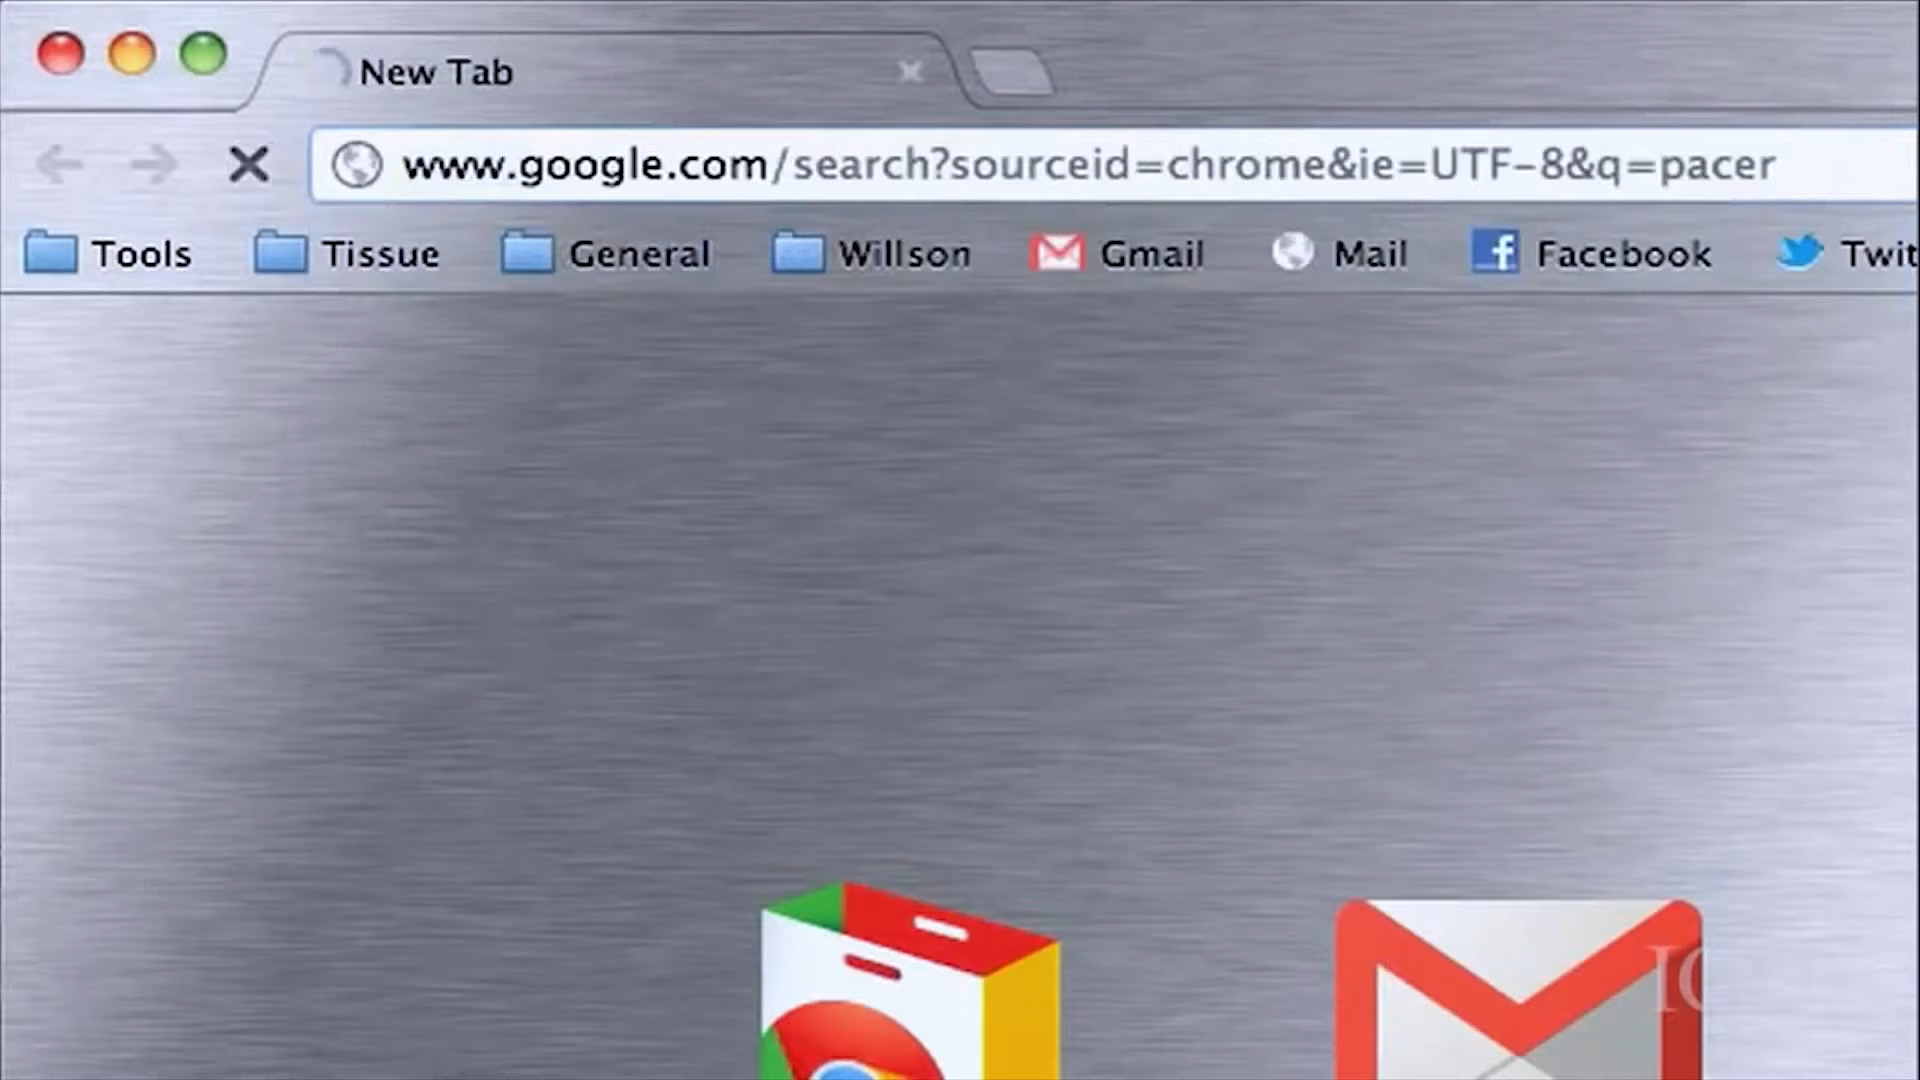 New Tab
www.google.com/search?sourceid=chrome&ie=UTF-8&q=pacer
Tools Tissue General Willson Gmail Mail Facebook Twit